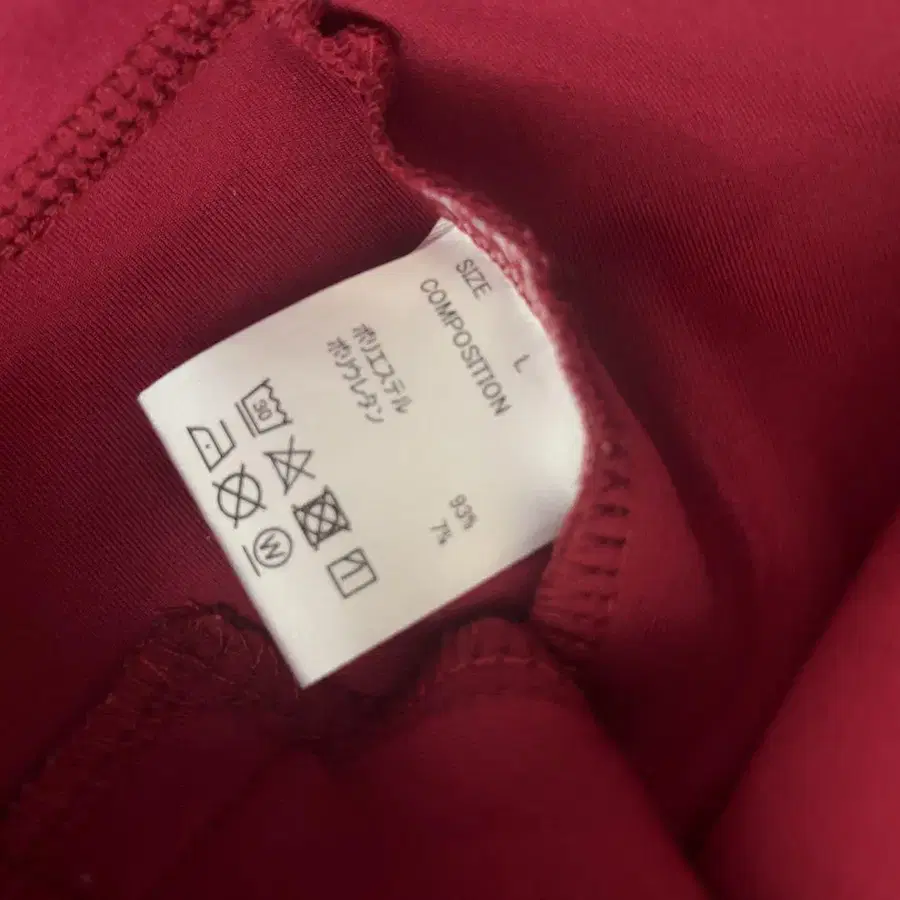 SIZE L
COMPOSITION
ポリエステル 93%
ポリウレタン 7%
30
W